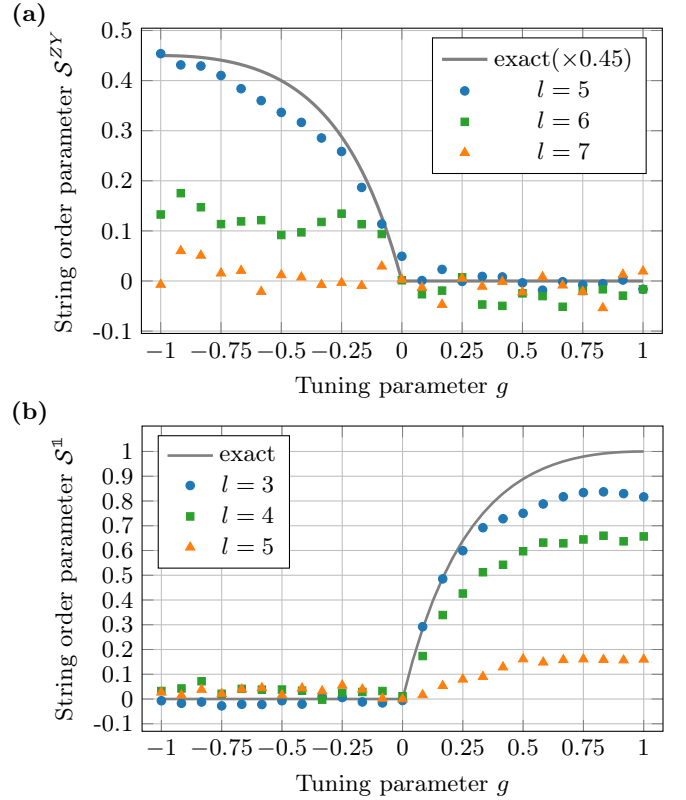 (a)
String order parameter 𝒮^{ZY}
0.5
0.4
0.3
0.2
0.1
0
-0.1
exact(×0.45)
l = 5
l = 6
l = 7
−1 −0.75 −0.5 −0.25 0 0.25 0.5 0.75 1
Tuning parameter g
(b)
String order parameter 𝒮^𝟙
1
0.9
0.8
0.7
0.6
0.5
0.4
0.3
0.2
0.1
0
-0.1
exact
l = 3
l = 4
l = 5
−1 −0.75 −0.5 −0.25 0 0.25 0.5 0.75 1
Tuning parameter g